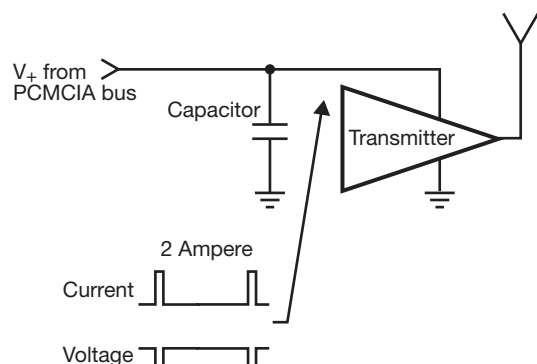 V+ from
PCMCIA bus
Capacitor
Transmitter
2 Ampere
Current
Voltage